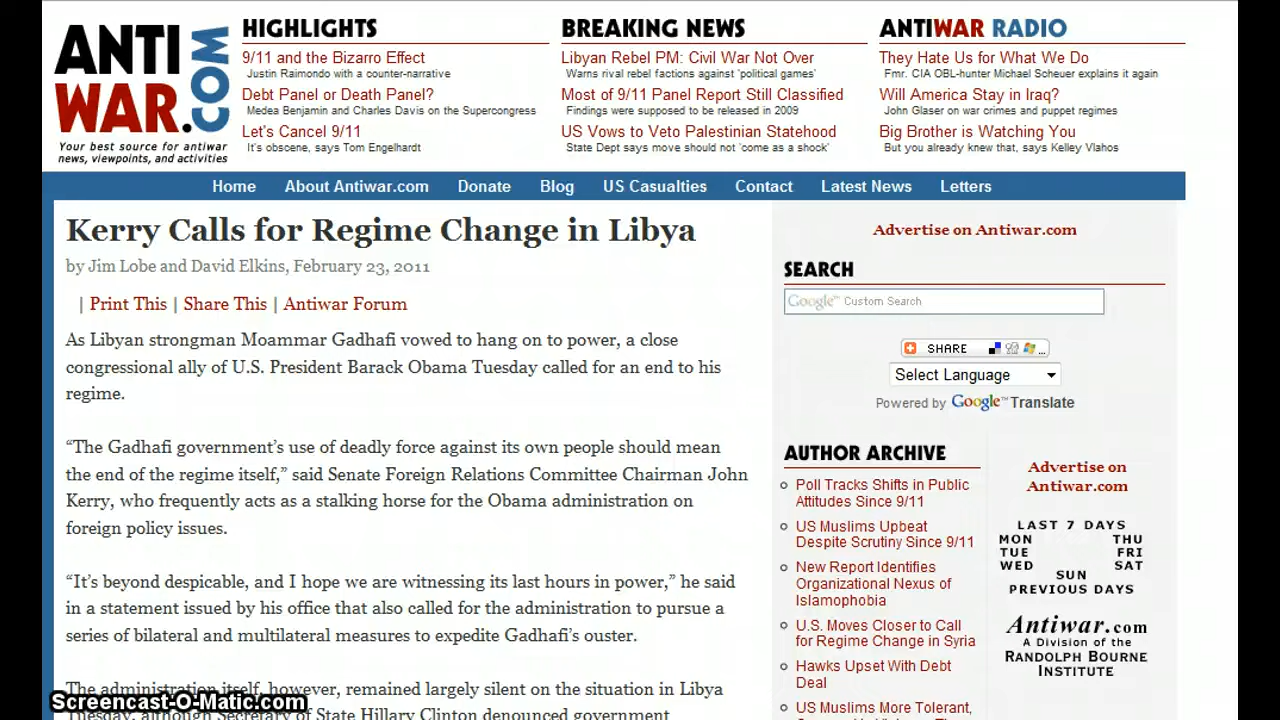 ANTI
WAR.COM
Your best source for antiwar
news, viewpoints, and activities
HIGHLIGHTS
9/11 and the Bizarro Effect
Justin Raimondo with a counter-narrative
Debt Panel or Death Panel?
Medea Benjamin and Charles Davis on the Supercongress
Let's Cancel 9/11
It's obscene, says Tom Engelhardt
BREAKING NEWS
Libyan Rebel PM: Civil War Not Over
Warns rival rebel factions against 'political games'
Most of 9/11 Panel Report Still Classified
Findings were supposed to be released in 2009
US Vows to Veto Palestinian Statehood
State Dept says move should not 'come as a shock'
ANTIWAR RADIO
They Hate Us for What We Do
Fmr. CIA OBL-hunter Michael Scheuer explains it again
Will America Stay in Iraq?
John Glaser on war crimes and puppet regimes
Big Brother is Watching You
But you already knew that, says Kelley Vlahos
Home About Antiwar.com Donate Blog US Casualties Contact Latest News Letters
Kerry Calls for Regime Change in Libya
by Jim Lobe and David Elkins, February 23, 2011
| Print This | Share This | Antiwar Forum
As Libyan strongman Moammar Gadhafi vowed to hang on to power, a close
congressional ally of U.S. President Barack Obama Tuesday called for an end to his
regime.
“The Gadhafi government’s use of deadly force against its own people should mean
the end of the regime itself,” said Senate Foreign Relations Committee Chairman John
Kerry, who frequently acts as a stalking horse for the Obama administration on
foreign policy issues.
“It’s beyond despicable, and I hope we are witnessing its last hours in power,” he said
in a statement issued by his office that also called for the administration to pursue a
series of bilateral and multilateral measures to expedite Gadhafi’s ouster.
The administration itself, however, remained largely silent on the situation in Libya
Tuesday, although Secretary of State Hillary Clinton denounced government
Screencast-O-Matic.com
Advertise on Antiwar.com
SEARCH
Google™ Custom Search
SHARE ...
Select Language
Powered by Google™ Translate
AUTHOR ARCHIVE
Poll Tracks Shifts in Public
Attitudes Since 9/11
US Muslims Upbeat
Despite Scrutiny Since 9/11
New Report Identifies
Organizational Nexus of
Islamophobia
U.S. Moves Closer to Call
for Regime Change in Syria
Hawks Upset With Debt
Deal
US Muslims More Tolerant,
Advertise on
Antiwar.com
LAST 7 DAYS
MON THU
TUE FRI
WED SAT
SUN
PREVIOUS DAYS
Antiwar.com
A Division of the
RANDOLPH BOURNE
INSTITUTE